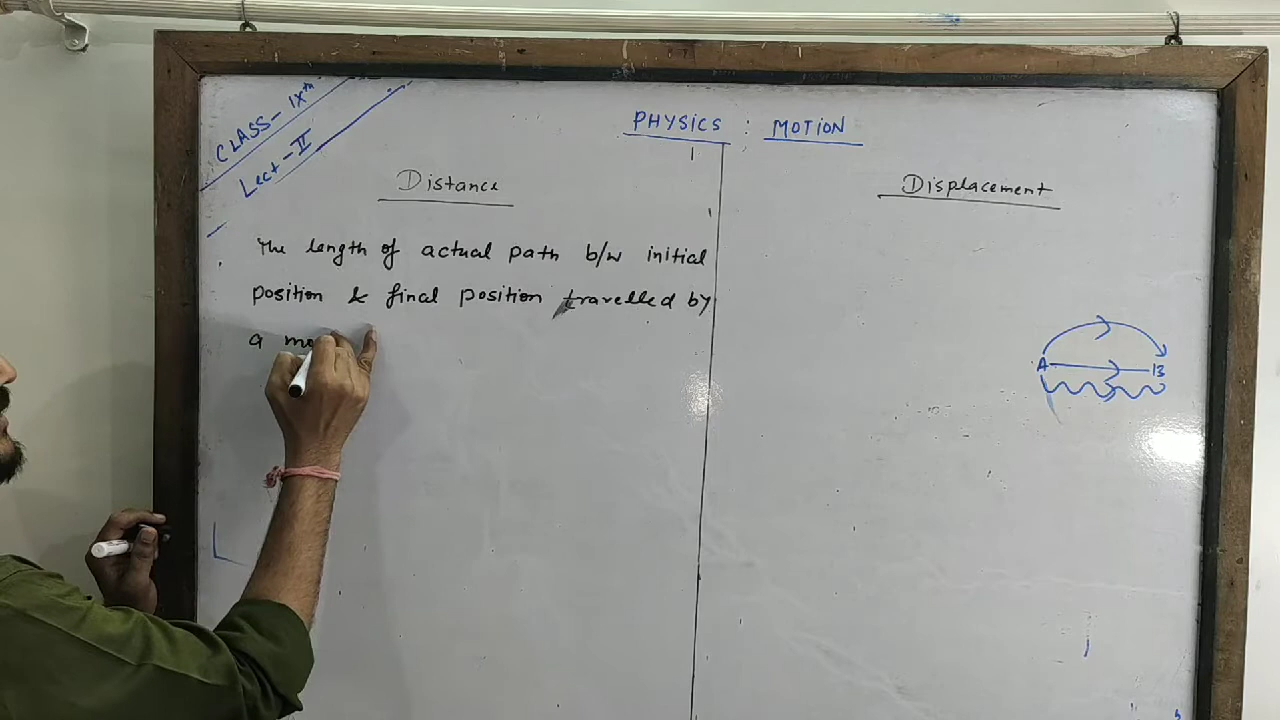 CLASS - IXth
Lect - II
PHYSICS : MOTION
Distance
The length of actual path b/w initial
position & final position travelled by
a mo
Displacement
A B